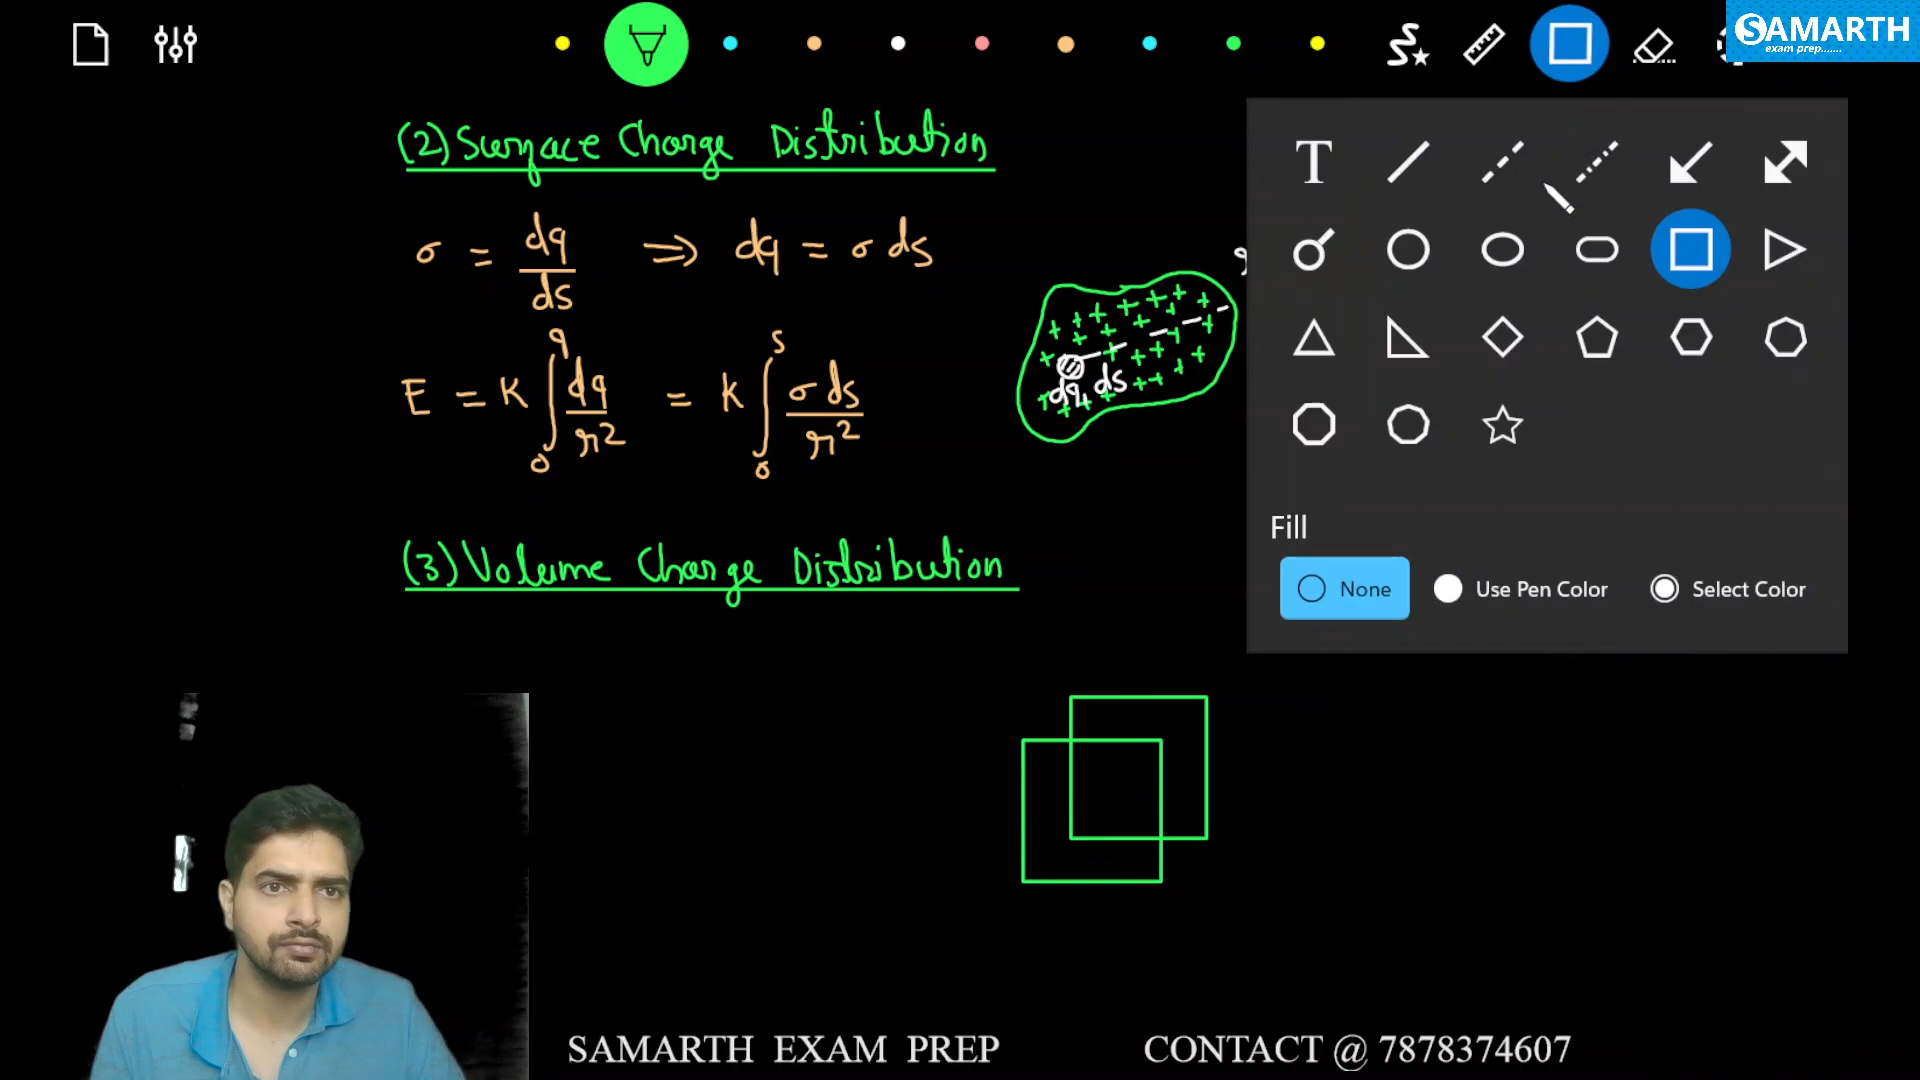 SAMARTH
exam prep.......
(2) Surface Charge Distribution
T
σ = dq/ds ⇒ dq = σ ds
E = K ∫₀^q dq/r² = K ∫₀^s σ ds/r²
dq, ds
Fill
None Use Pen Color Select Color
(3) Volume Charge Distribution
SAMARTH EXAM PREP CONTACT @ 7878374607